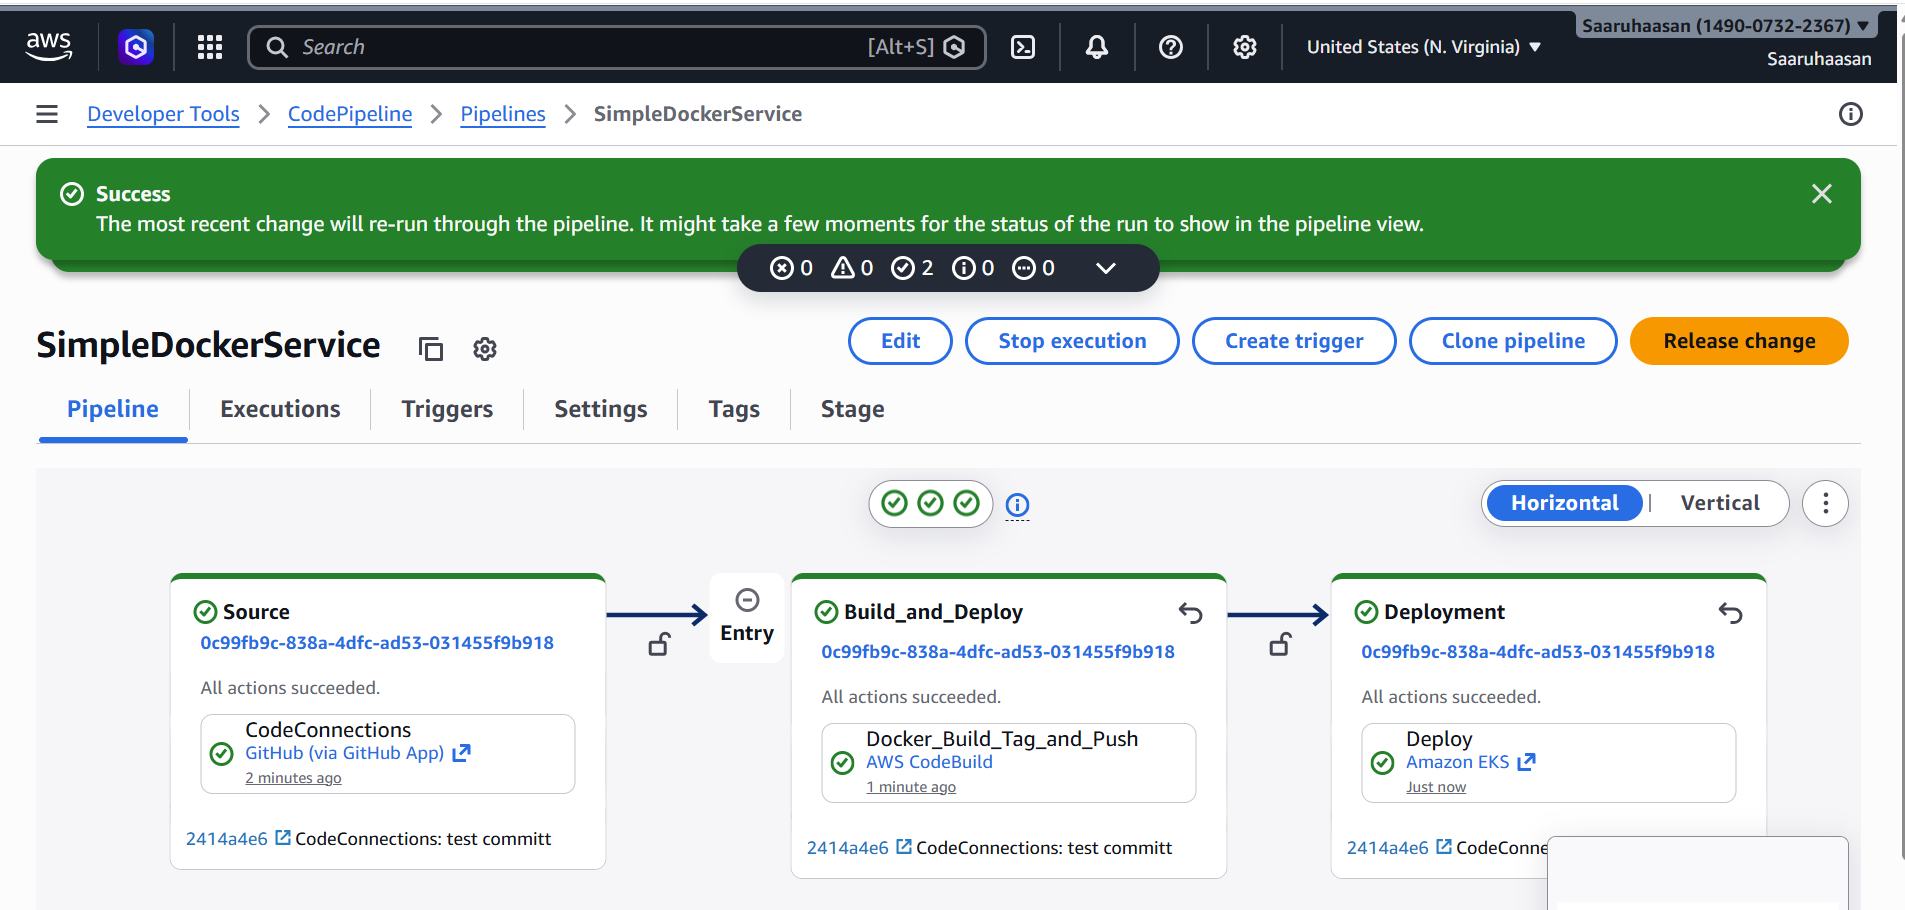 aws
Search
[Alt+S]
United States (N. Virginia)
Saaruhaasan (1490-0732-2367)
Saaruhaasan
Developer Tools
CodePipeline
Pipelines
SimpleDockerService
Success
The most recent change will re-run through the pipeline. It might take a few moments for the status of the run to show in the pipeline view.
0 0 2 0 0
SimpleDockerService
Edit
Stop execution
Create trigger
Clone pipeline
Release change
Pipeline
Executions
Triggers
Settings
Tags
Stage
Horizontal
Vertical
Source
0c99fb9c-838a-4dfc-ad53-031455f9b918
All actions succeeded.
CodeConnections
GitHub (via GitHub App)
2 minutes ago
2414a4e6 CodeConnections: test committ
Entry
Build_and_Deploy
0c99fb9c-838a-4dfc-ad53-031455f9b918
All actions succeeded.
Docker_Build_Tag_and_Push
AWS CodeBuild
1 minute ago
2414a4e6 CodeConnections: test committ
Deployment
0c99fb9c-838a-4dfc-ad53-031455f9b918
All actions succeeded.
Deploy
Amazon EKS
Just now
2414a4e6 CodeConne